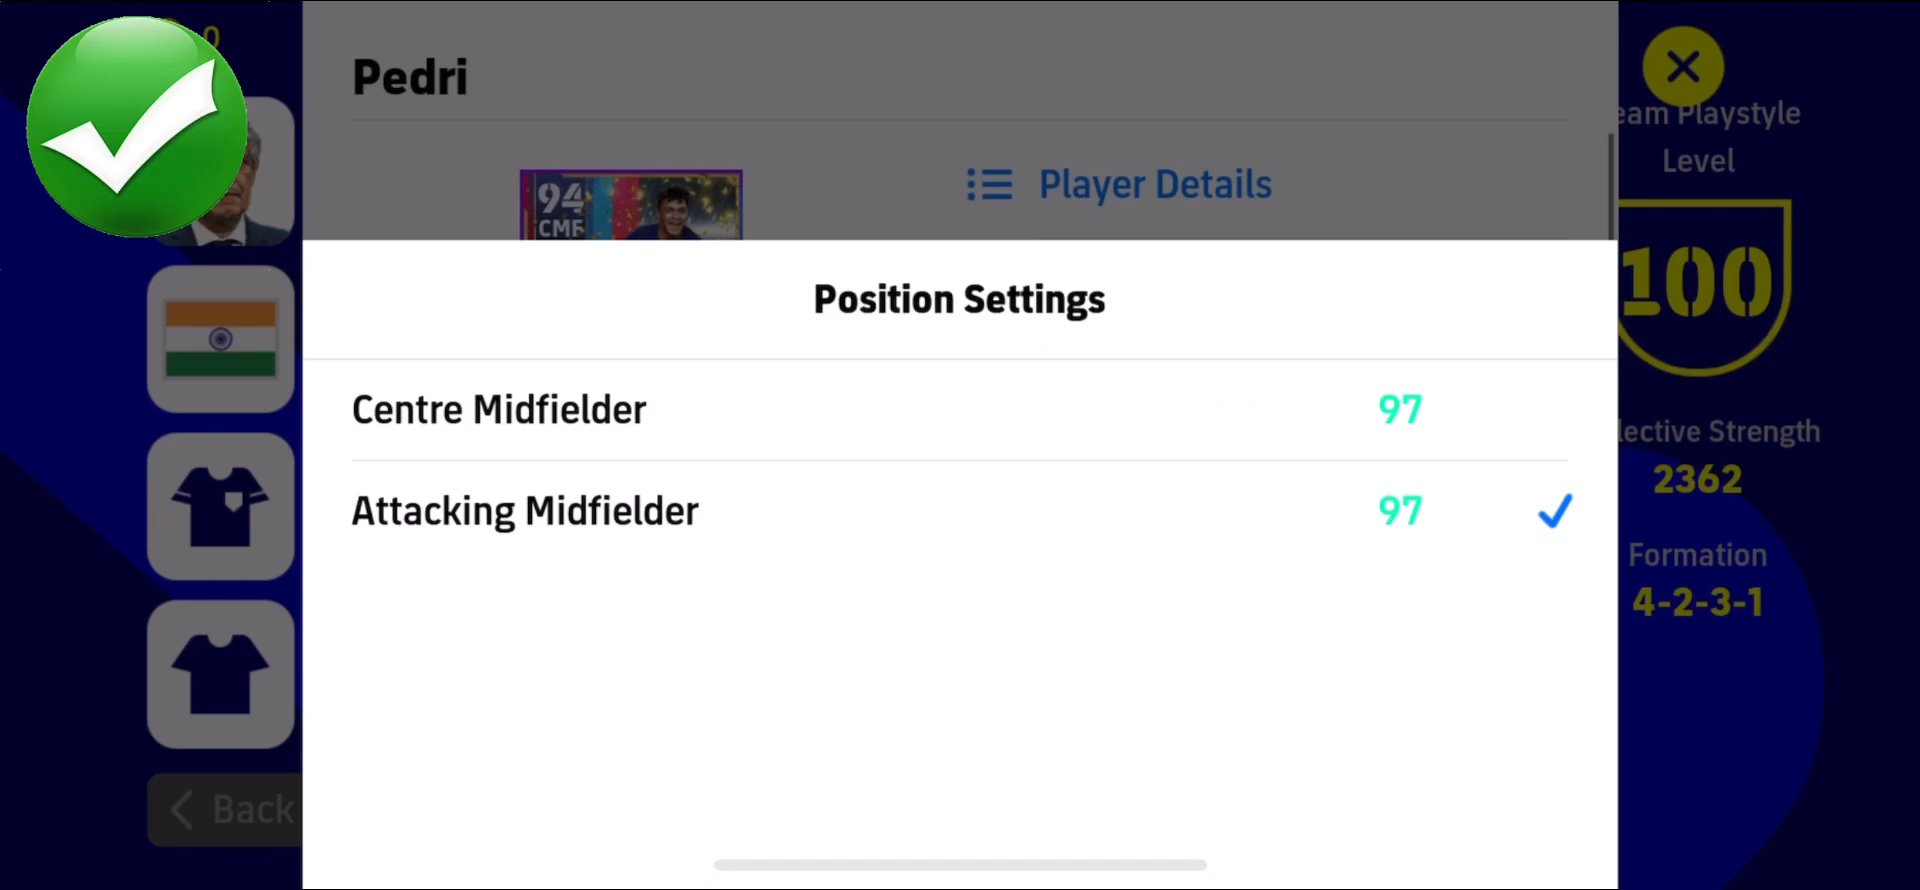 0
Pedri
94
CMF
Player Details
eam Playstyle
Level
100
Position Settings
Centre Midfielder 97
Attacking Midfielder 97
lective Strength
2362
Formation
4-2-3-1
Back